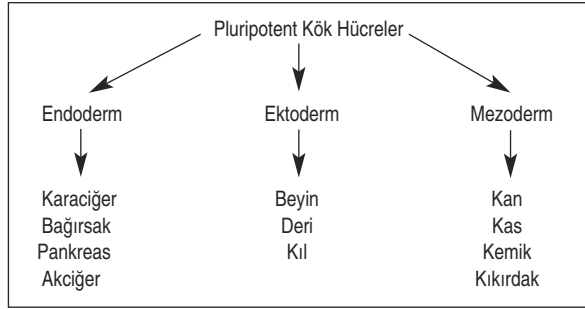 Pluripotent Kök Hücreler
Endoderm Ektoderm Mezoderm
Karaciğer Beyin Kan
Bağırsak Deri Kas
Pankreas Kıl Kemik
Akciğer Kıkırdak